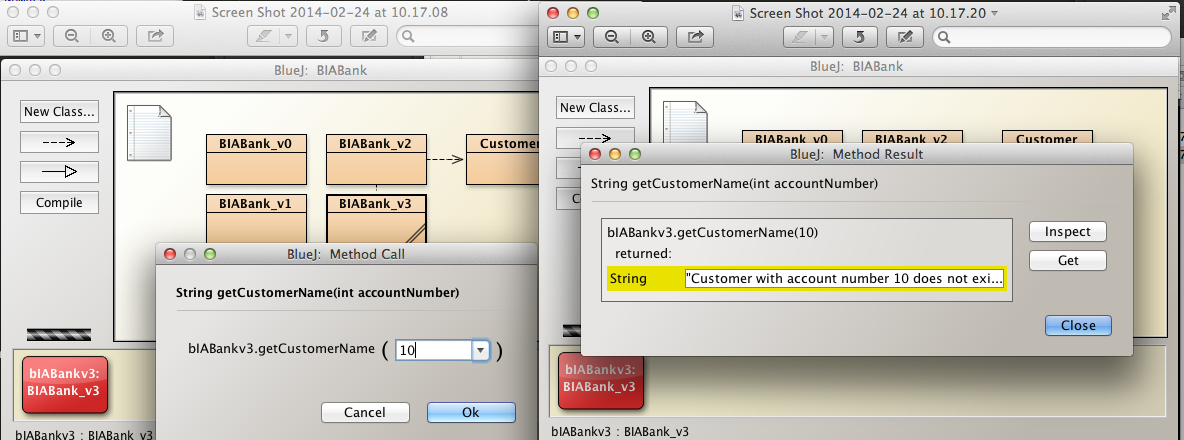 Screen Shot 2014-02-24 at 10.17.08
BlueJ: BIABank
New Class...
Compile
BIABank_v0
BIABank_v2
Customer
BIABank_v1
BIABank_v3
BlueJ: Method Call
String getCustomerName(int accountNumber)
bIABankv3.getCustomerName ( 10 )
Cancel
Ok
bIABankv3:
BIABank_v3
bIABankv3 : BIABank_v3
Screen Shot 2014-02-24 at 10.17.20
BlueJ: BIABank
New Class...
BIABank_v0
BIABank_v2
Customer
BlueJ: Method Result
String getCustomerName(int accountNumber)
bIABankv3.getCustomerName(10)
returned:
String
"Customer with account number 10 does not exi...
Inspect
Get
Close
bIABankv3:
BIABank_v3
bIABankv3 : BIABank_v3